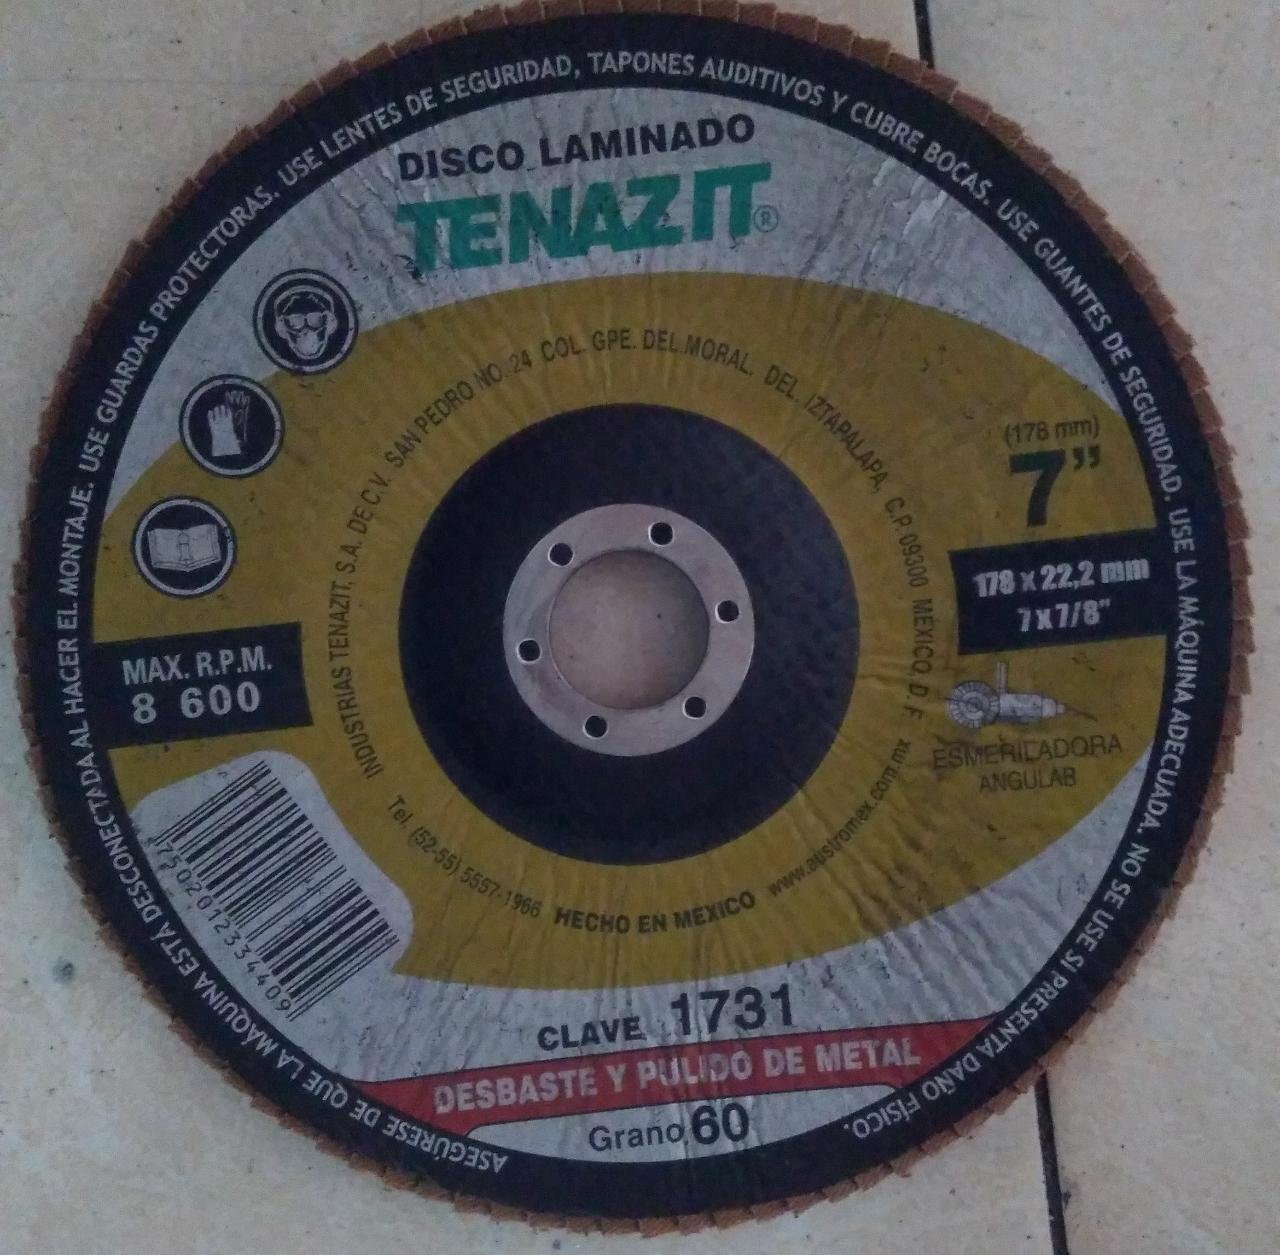 ASEGÚRESE DE QUE LA MÁQUINA ESTÁ DESCONECTADA AL HACER EL MONTAJE. USE GUARDAS PROTECTORAS. USE LENTES DE SEGURIDAD, TAPONES AUDITIVOS Y CUBRE BOCAS. USE GUANTES DE SEGURIDAD. USE LA MÁQUINA ADECUADA. NO SE USE SI PRESENTA DAÑO FÍSICO.
DISCO LAMINADO
TENAZIT®
INDUSTRIAS TENAZIT, S.A. DE C.V. SAN PEDRO NO. 24 COL. GPE. DEL MORAL. DEL. IZTAPALAPA, C.P. 09300 MEXICO, D. F.
(178 mm)
7”
178 x 22,2 mm
7 x 7/8"
MAX. R.P.M.
8 600
ESMERILADORA
ANGULAR
Tel. (52-55) 5557-1966 HECHO EN MEXICO www.austromex.com.mx
7502012334409
CLAVE 1731
DESBASTE Y PULIDO DE METAL
Grano 60